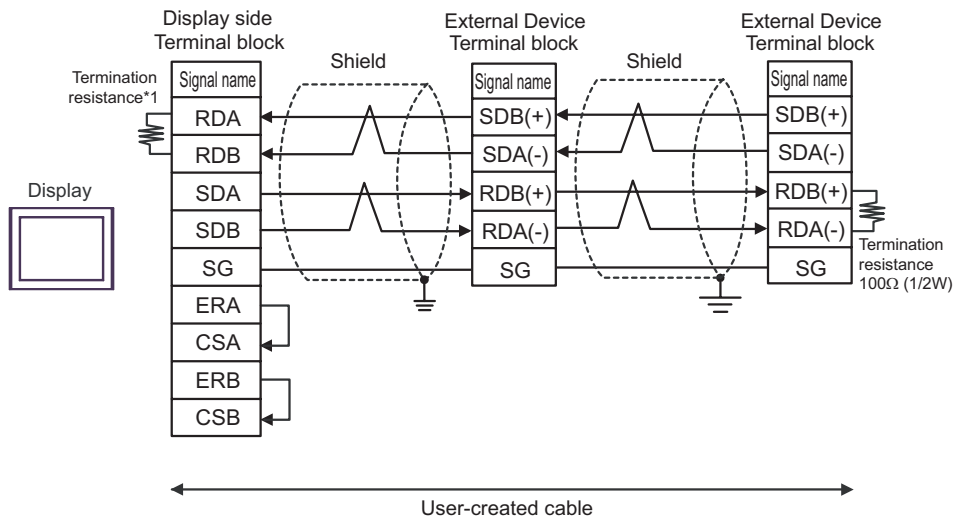 Display side
Terminal block
External Device
Terminal block
External Device
Terminal block
Shield
Shield
Termination
resistance*1
Signal name
RDA
RDB
SDA
SDB
SG
ERA
CSA
ERB
CSB
Signal name
SDB(+)
SDA(-)
RDB(+)
RDA(-)
SG
Signal name
SDB(+)
SDA(-)
RDB(+)
RDA(-)
SG
Display
Termination
resistance
100Ω (1/2W)
User-created cable